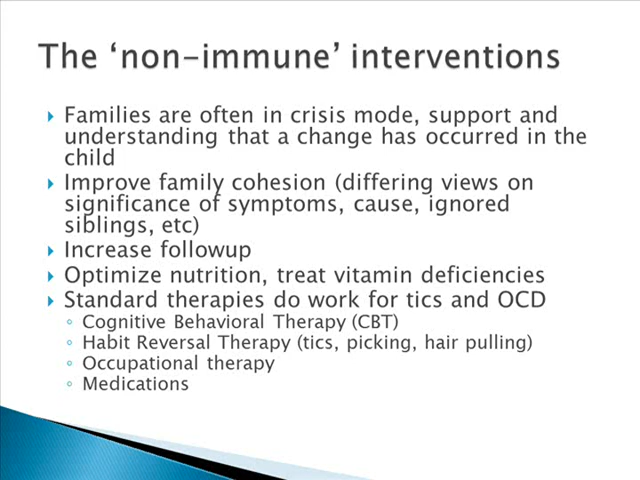 The ‘non-immune’ interventions
Families are often in crisis mode, support and
understanding that a change has occurred in the
child
Improve family cohesion (differing views on
significance of symptoms, cause, ignored
siblings, etc)
Increase followup
Optimize nutrition, treat vitamin deficiencies
Standard therapies do work for tics and OCD
Cognitive Behavioral Therapy (CBT)
Habit Reversal Therapy (tics, picking, hair pulling)
Occupational therapy
Medications